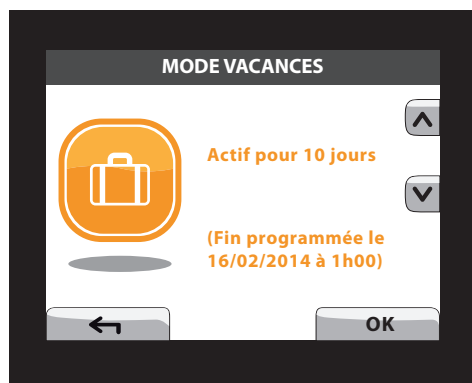 MODE VACANCES
Actif pour 10 jours
(Fin programmée le
16/02/2014 à 1h00)
OK